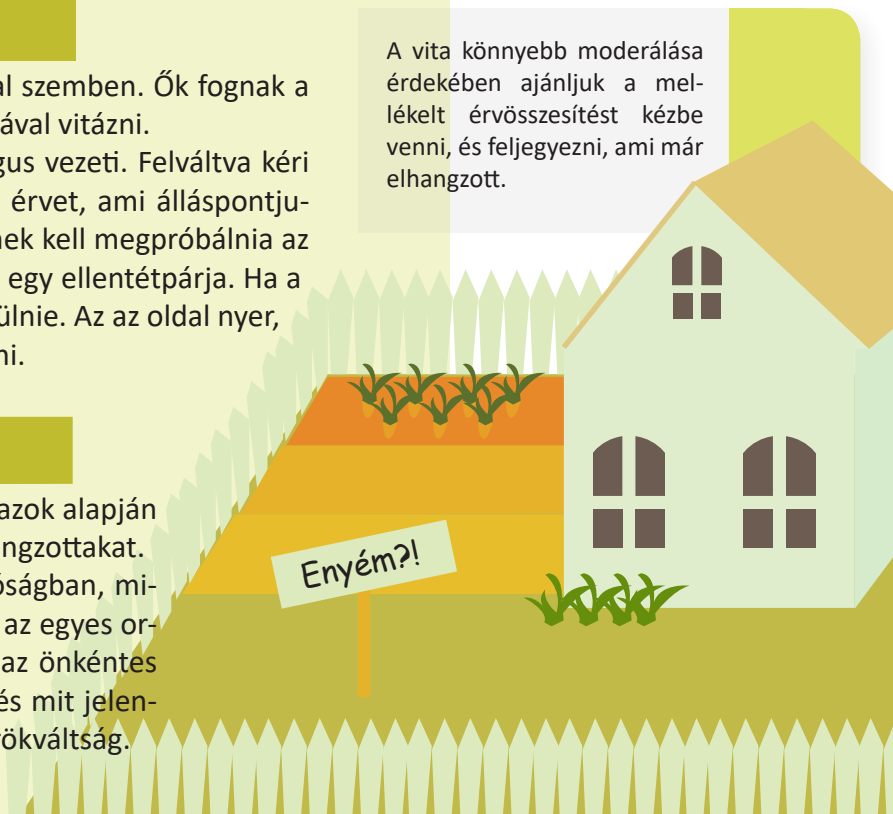 al szemben. Ők fognak a
ával vitázni.
gus vezeti. Felváltva kéri
érvet, ami álláspontju-
nek kell megpróbálnia az
egy ellentétpárja. Ha a
ülnie. Az az oldal nyer,
ni.
azok alapján
ngzottakat.
óságban, mi-
az egyes or-
az önkéntes
és mit jelen-
ökváltság.
A vita könnyebb moderálása
érdekében ajánljuk a mel-
lékelt érvösszesítést kézbe
venni, és feljegyezni, ami már
elhangzott.
Enyém?!